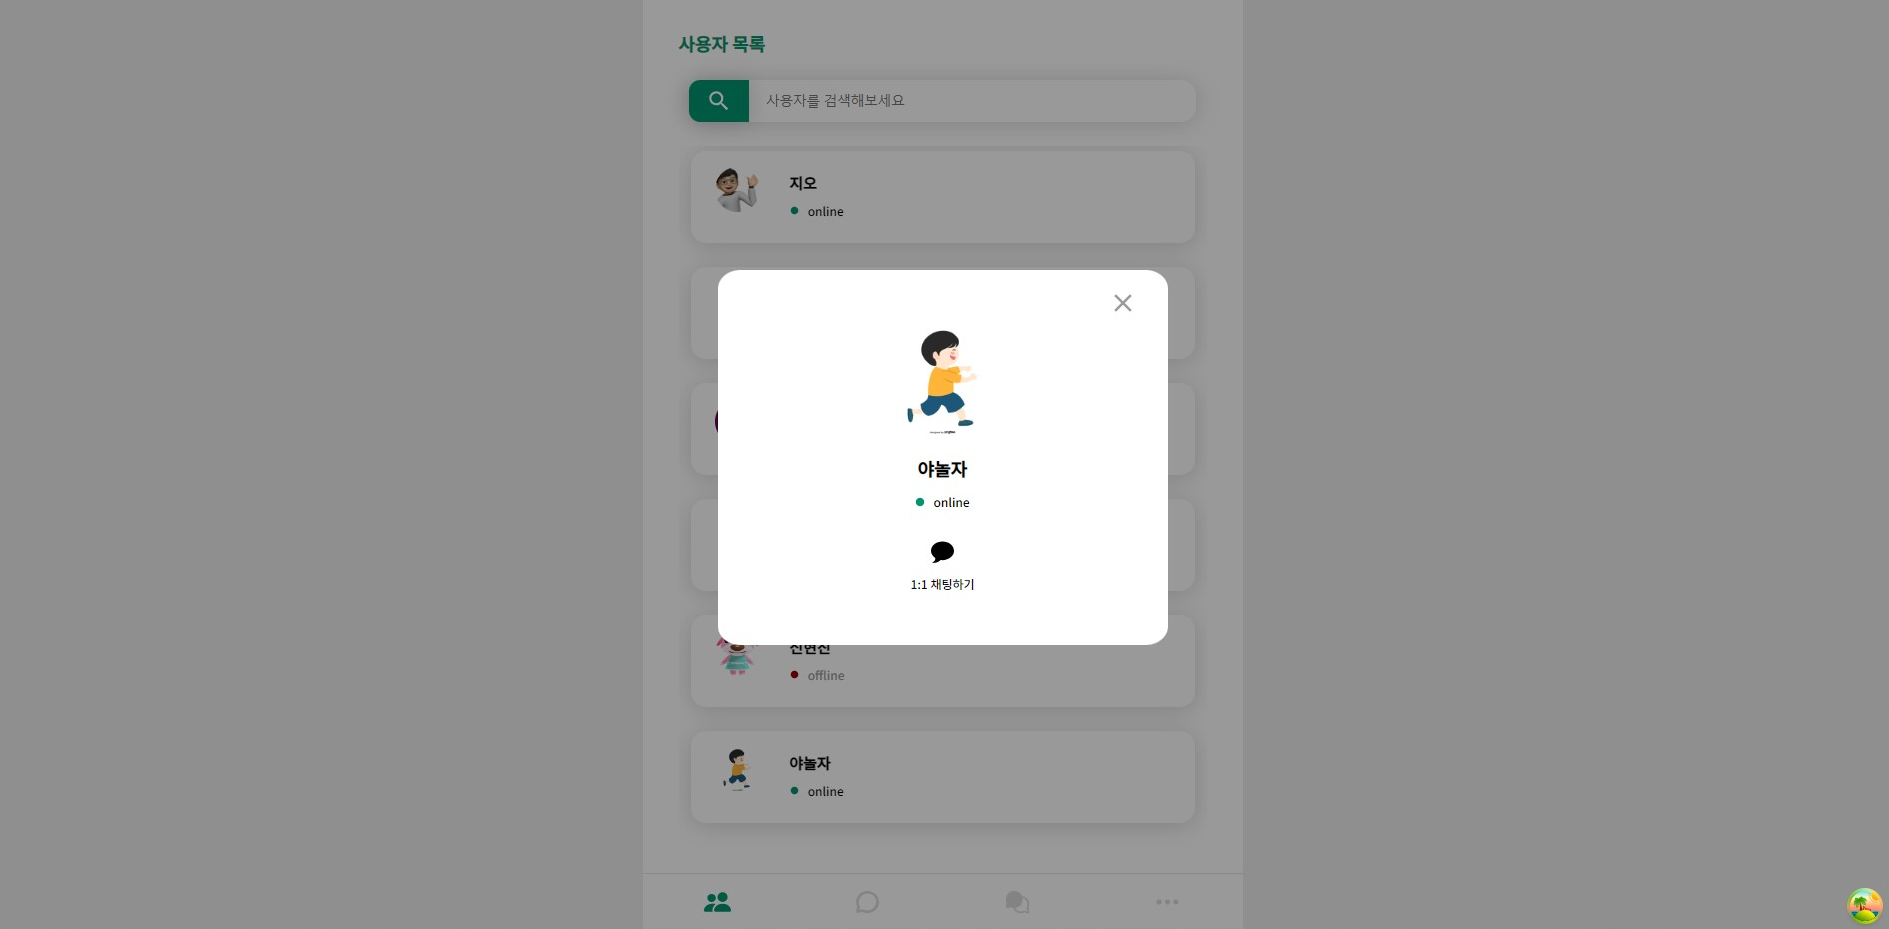 사용자 목록
사용자를 검색해보세요
지오
online
야놀자
online
1:1 채팅하기
offline
야놀자
online